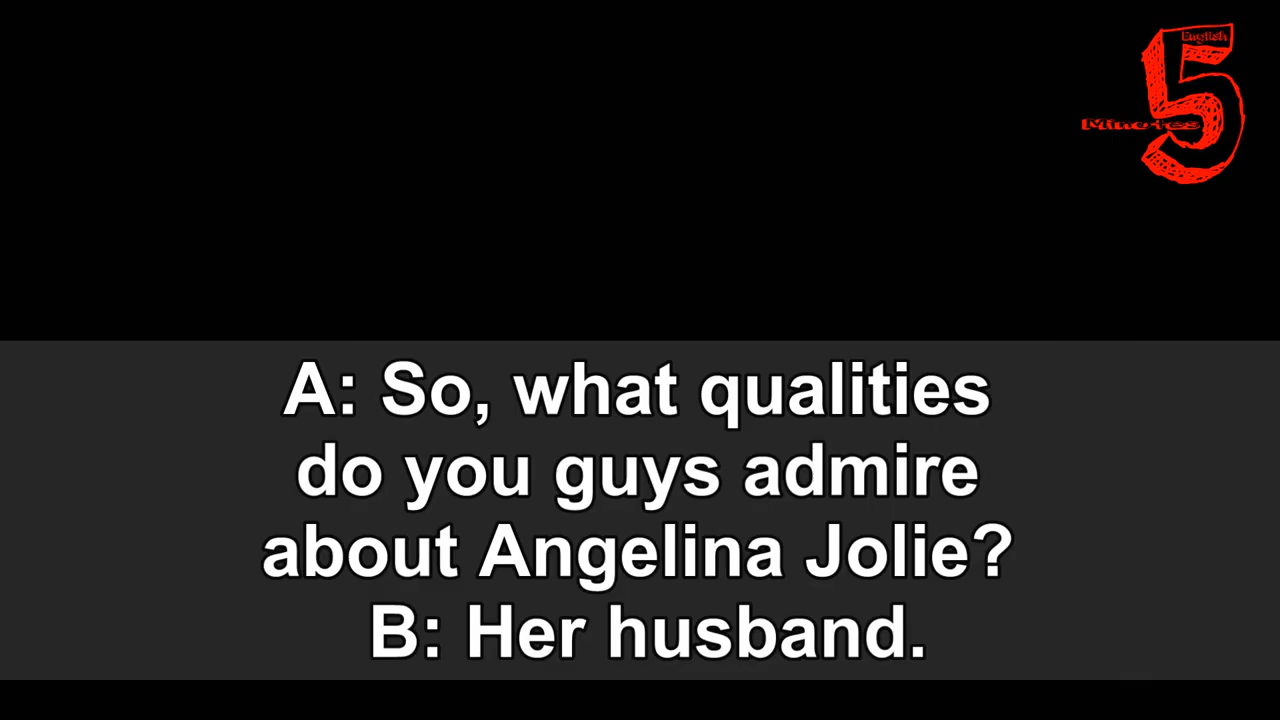 English
Minutes
A: So, what qualities
do you guys admire
about Angelina Jolie?
B: Her husband.
5